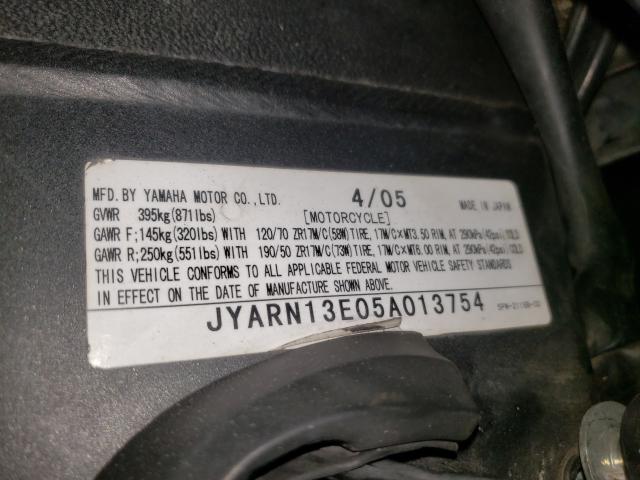 MFD. BY YAMAHA MOTOR CO.,LTD. 4/05 MADE IN JAPAN
GVWR 395kg(871lbs) [MOTORCYCLE]
GAWR F;145kg(320lbs) WITH 120/70 ZR17M/C(58W)TIRE, 17M/C×MT3.50 RIM, AT 290kPa(42psi)COLD
GAWR R;250kg(551lbs) WITH 190/50 ZR17M/C(73W)TIRE, 17M/C×MT6.00 RIM, AT 290kPa(42psi)COLD
THIS VEHICLE CONFORMS TO ALL APPLICABLE FEDERAL MOTOR VEHICLE SAFETY STANDARDS
IN EFFECT ON THE DATE OF MANUFACTURE SHOWN ABOVE.
JYARN13E05A013754